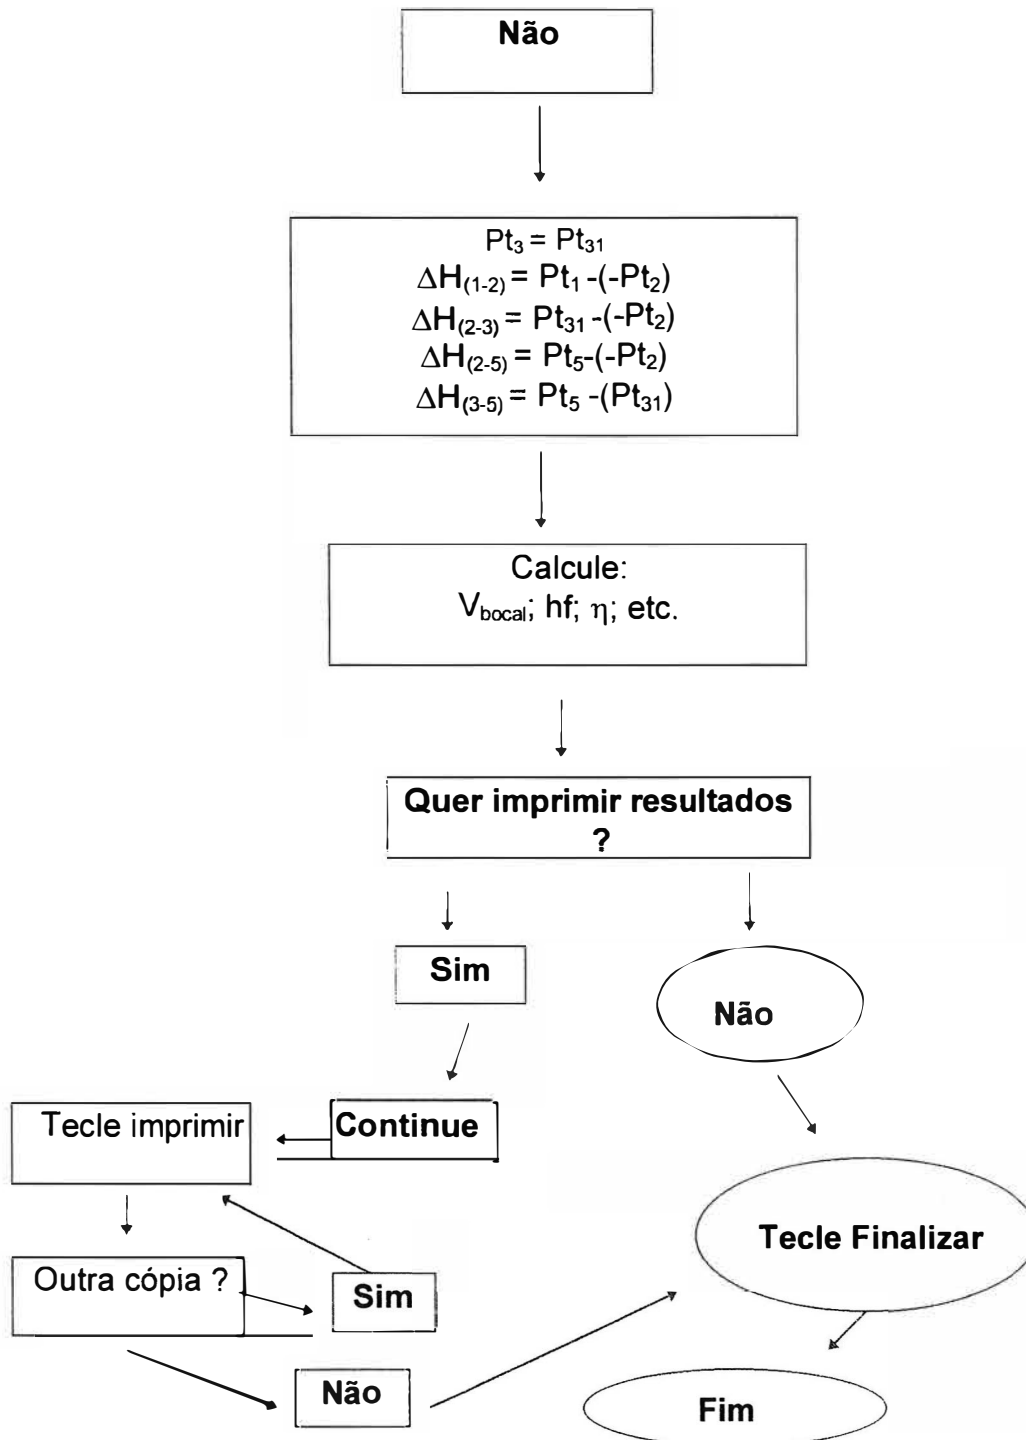 Não
Pt₃ = Pt₃₁
ΔH₍₁₋₂₎ = Pt₁ -(-Pt₂)
ΔH₍₂₋₃₎ = Pt₃₁ -(-Pt₂)
ΔH₍₂₋₅₎ = Pt₅-(-Pt₂)
ΔH₍₃₋₅₎ = Pt₅ -(Pt₃₁)
Calcule:
V_bocal; hf; η; etc.
Quer imprimir resultados
?
Sim
Não
Continue
Tecle imprimir
Tecle Finalizar
Outra cópia ?
Sim
Não
Fim